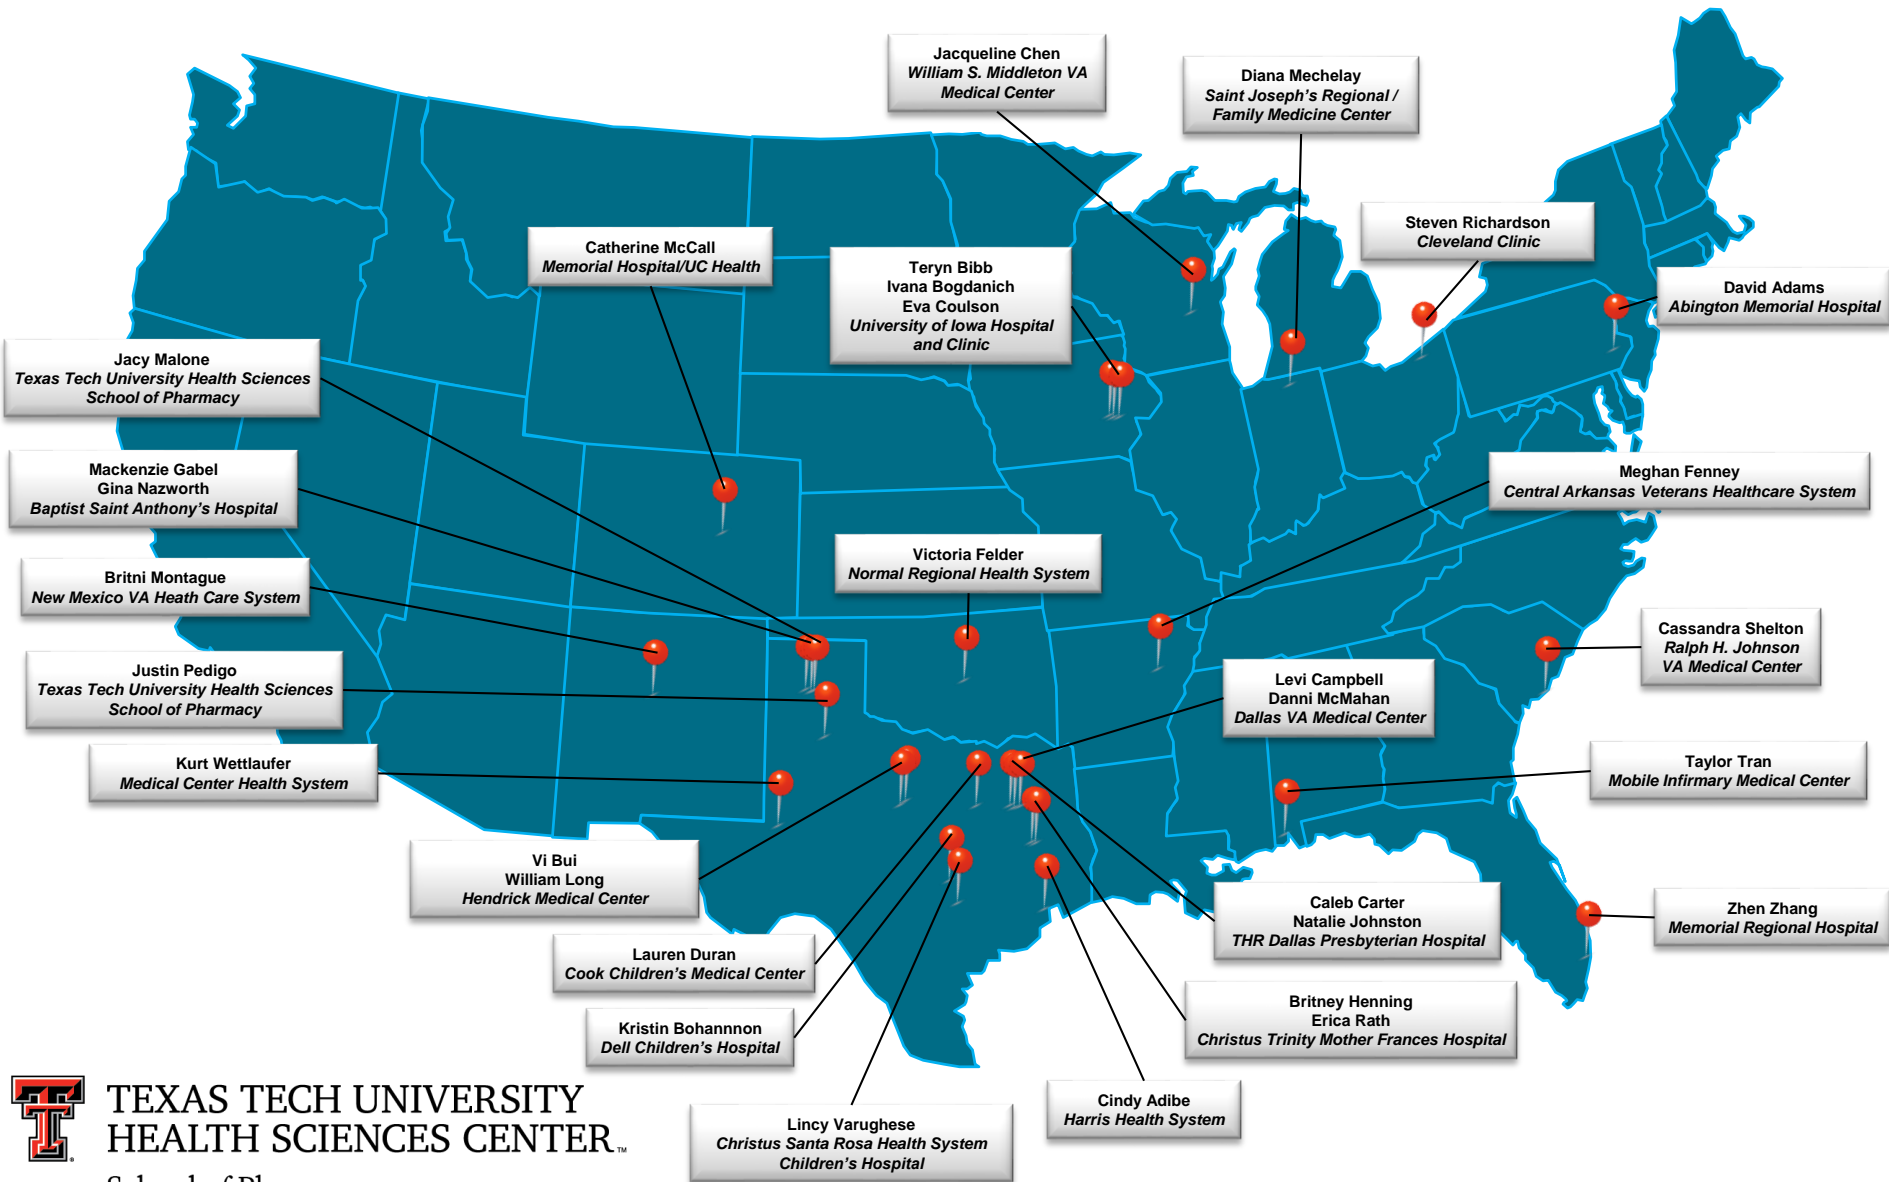 Jacqueline Chen
William S. Middleton VA
Medical Center
Diana Mechelay
Saint Joseph's Regional /
Family Medicine Center
Steven Richardson
Cleveland Clinic
Catherine McCall
Memorial Hospital/UC Health
Teryn Bibb
Ivana Bogdanich
Eva Coulson
University of Iowa Hospital
and Clinic
David Adams
Abington Memorial Hospital
Jacy Malone
Texas Tech University Health Sciences
School of Pharmacy
Mackenzie Gabel
Gina Nazworth
Baptist Saint Anthony's Hospital
Meghan Fenney
Central Arkansas Veterans Healthcare System
Victoria Felder
Normal Regional Health System
Britni Montague
New Mexico VA Heath Care System
Cassandra Shelton
Ralph H. Johnson
VA Medical Center
Justin Pedigo
Texas Tech University Health Sciences
School of Pharmacy
Levi Campbell
Danni McMahan
Dallas VA Medical Center
Kurt Wettlaufer
Medical Center Health System
Taylor Tran
Mobile Infirmary Medical Center
Vi Bui
William Long
Hendrick Medical Center
Caleb Carter
Natalie Johnston
THR Dallas Presbyterian Hospital
Zhen Zhang
Memorial Regional Hospital
Lauren Duran
Cook Children's Medical Center
Britney Henning
Erica Rath
Christus Trinity Mother Frances Hospital
Kristin Bohannnon
Dell Children's Hospital
Cindy Adibe
Harris Health System
Lincy Varughese
Christus Santa Rosa Health System
Children's Hospital
TEXAS TECH UNIVERSITY
HEALTH SCIENCES CENTER™